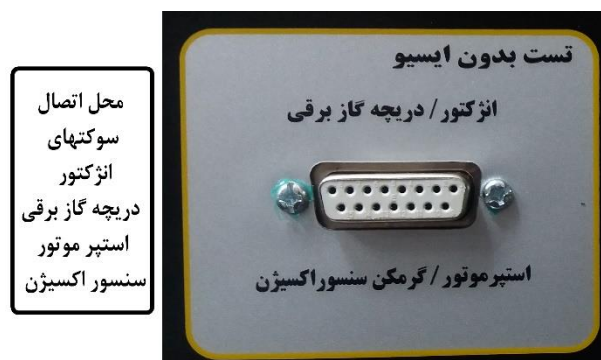 محل اتصال
سوکتهای
انژکتور
دریچه گاز برقی
استپر موتور
سنسور اکسیژن
تست بدون ایسیو
انژکتور / دریچه گاز برقی
استپرموتور / گرمکن سنسوراکسیژن